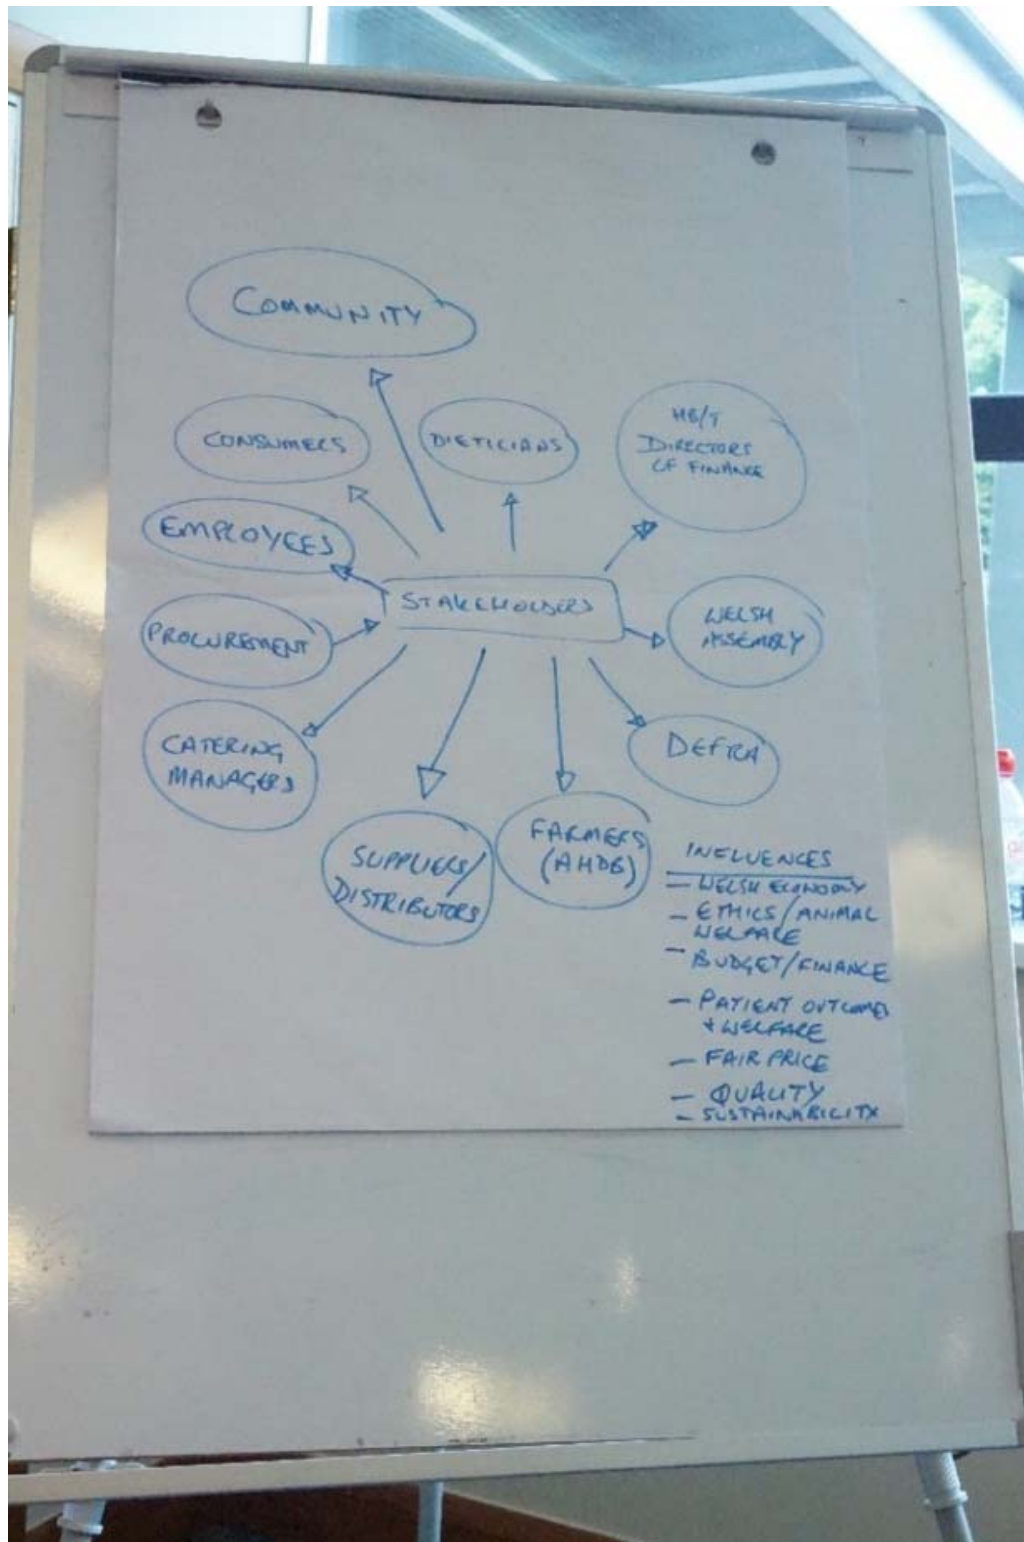 COMMUNITY
CONSUMERS
DIETICIANS
HB/T
DIRECTORS
OF FINANCE
EMPLOYEES
STAKEHOLDERS
PROCUREMENT
WELSH
ASSEMBLY
CATERING
MANAGERS
DEFRA
SUPPLIERS/
DISTRIBUTORS
FARMERS
(AHDB)
INFLUENCES
- WELSH ECONOMY
- ETHICS/ANIMAL
WELFARE
- BUDGET/FINANCE
- PATIENT OUTCOMES
+ WELFARE
- FAIR PRICE
- QUALITY
- SUSTAINABILITY